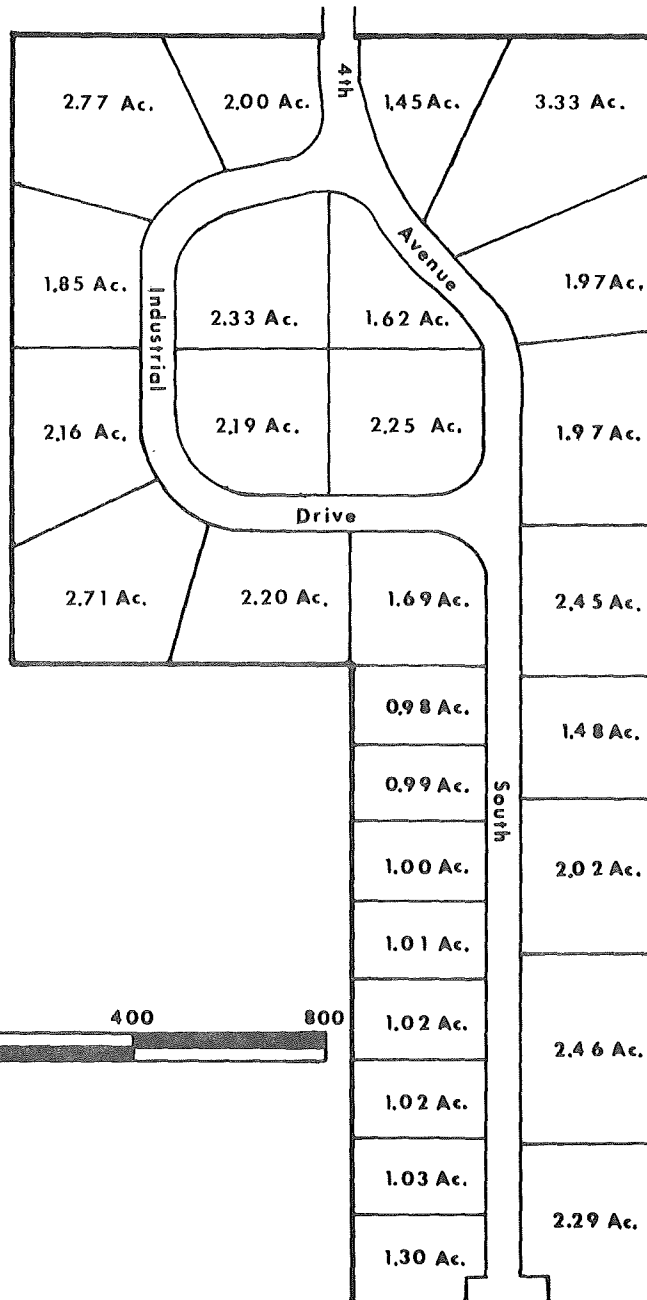 4th
2.77 Ac.
2.00 Ac.
1.45 Ac.
3.33 Ac.
Avenue
1.85 Ac.
Industrial
2.33 Ac.
1.62 Ac.
1.97 Ac.
2.16 Ac.
2.19 Ac.
2.25 Ac.
1.97 Ac.
Drive
2.71 Ac.
2.20 Ac.
1.69 Ac.
2.45 Ac.
0.98 Ac.
1.48 Ac.
0.99 Ac.
South
1.00 Ac.
2.02 Ac.
1.01 Ac.
400 800
1.02 Ac.
2.46 Ac.
1.02 Ac.
1.03 Ac.
2.29 Ac.
1.30 Ac.